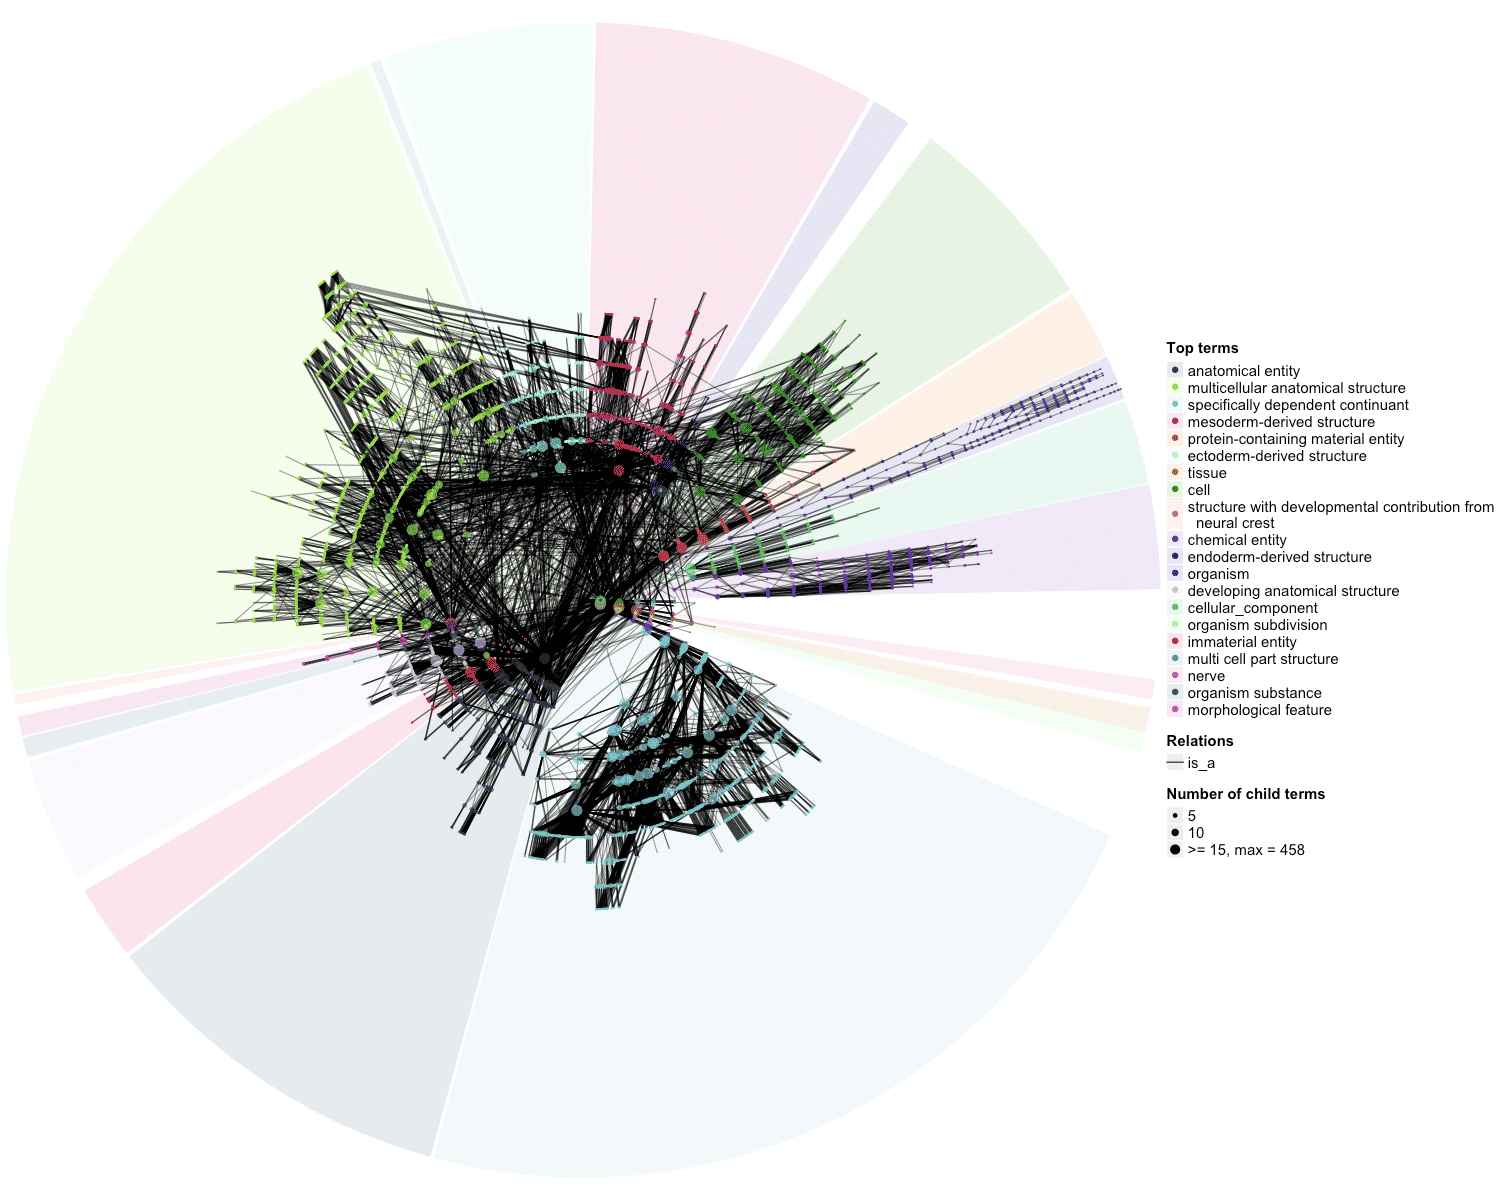 Top terms
anatomical entity
multicellular anatomical structure
specifically dependent continuant
mesoderm-derived structure
protein-containing material entity
ectoderm-derived structure
tissue
cell
structure with developmental contribution from
neural crest
chemical entity
endoderm-derived structure
organism
developing anatomical structure
cellular_component
organism subdivision
immaterial entity
multi cell part structure
nerve
organism substance
morphological feature
Relations
is_a
Number of child terms
5
10
>= 15, max = 458